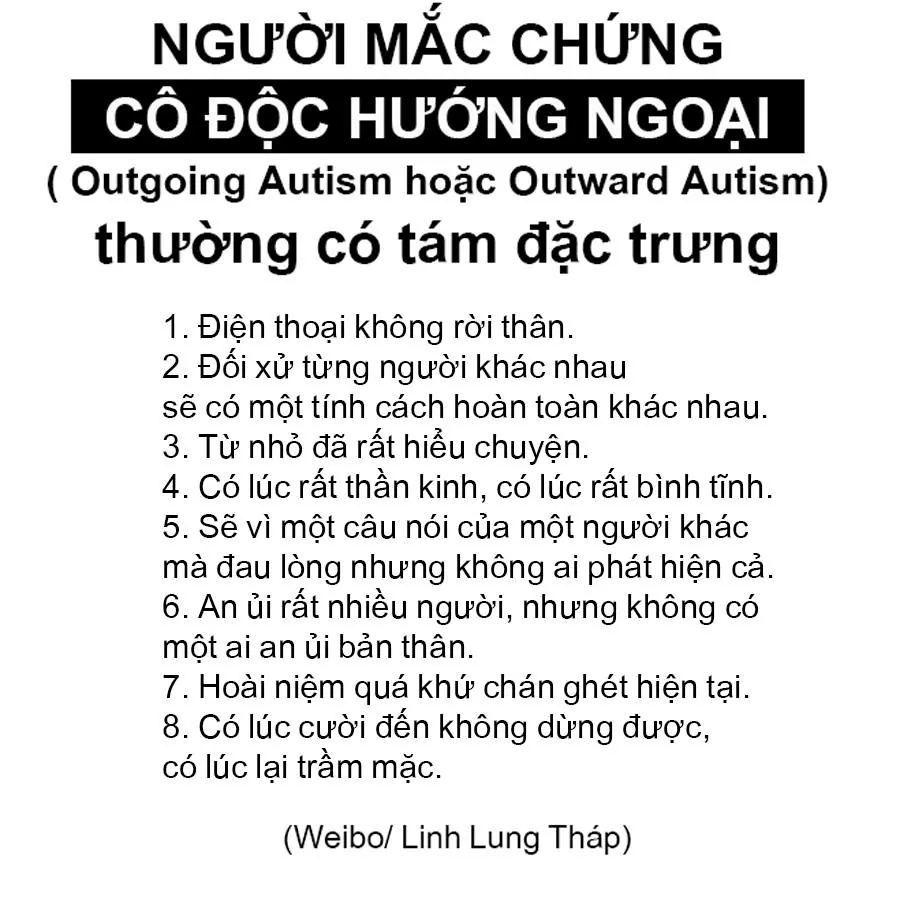 NGƯỜI MẮC CHỨNG
CÔ ĐỘC HƯỚNG NGOẠI
( Outgoing Autism hoặc Outward Autism)
thường có tám đặc trưng
1. Điện thoại không rời thân.
2. Đối xử từng người khác nhau
sẽ có một tính cách hoàn toàn khác nhau.
3. Từ nhỏ đã rất hiểu chuyện.
4. Có lúc rất thần kinh, có lúc rất bình tĩnh.
5. Sẽ vì một câu nói của một người khác
mà đau lòng nhưng không ai phát hiện cả.
6. An ủi rất nhiều người, nhưng không có
một ai an ủi bản thân.
7. Hoài niệm quá khứ chán ghét hiện tại.
8. Có lúc cười đến không dừng được,
có lúc lại trầm mặc.
(Weibo/ Linh Lung Tháp)